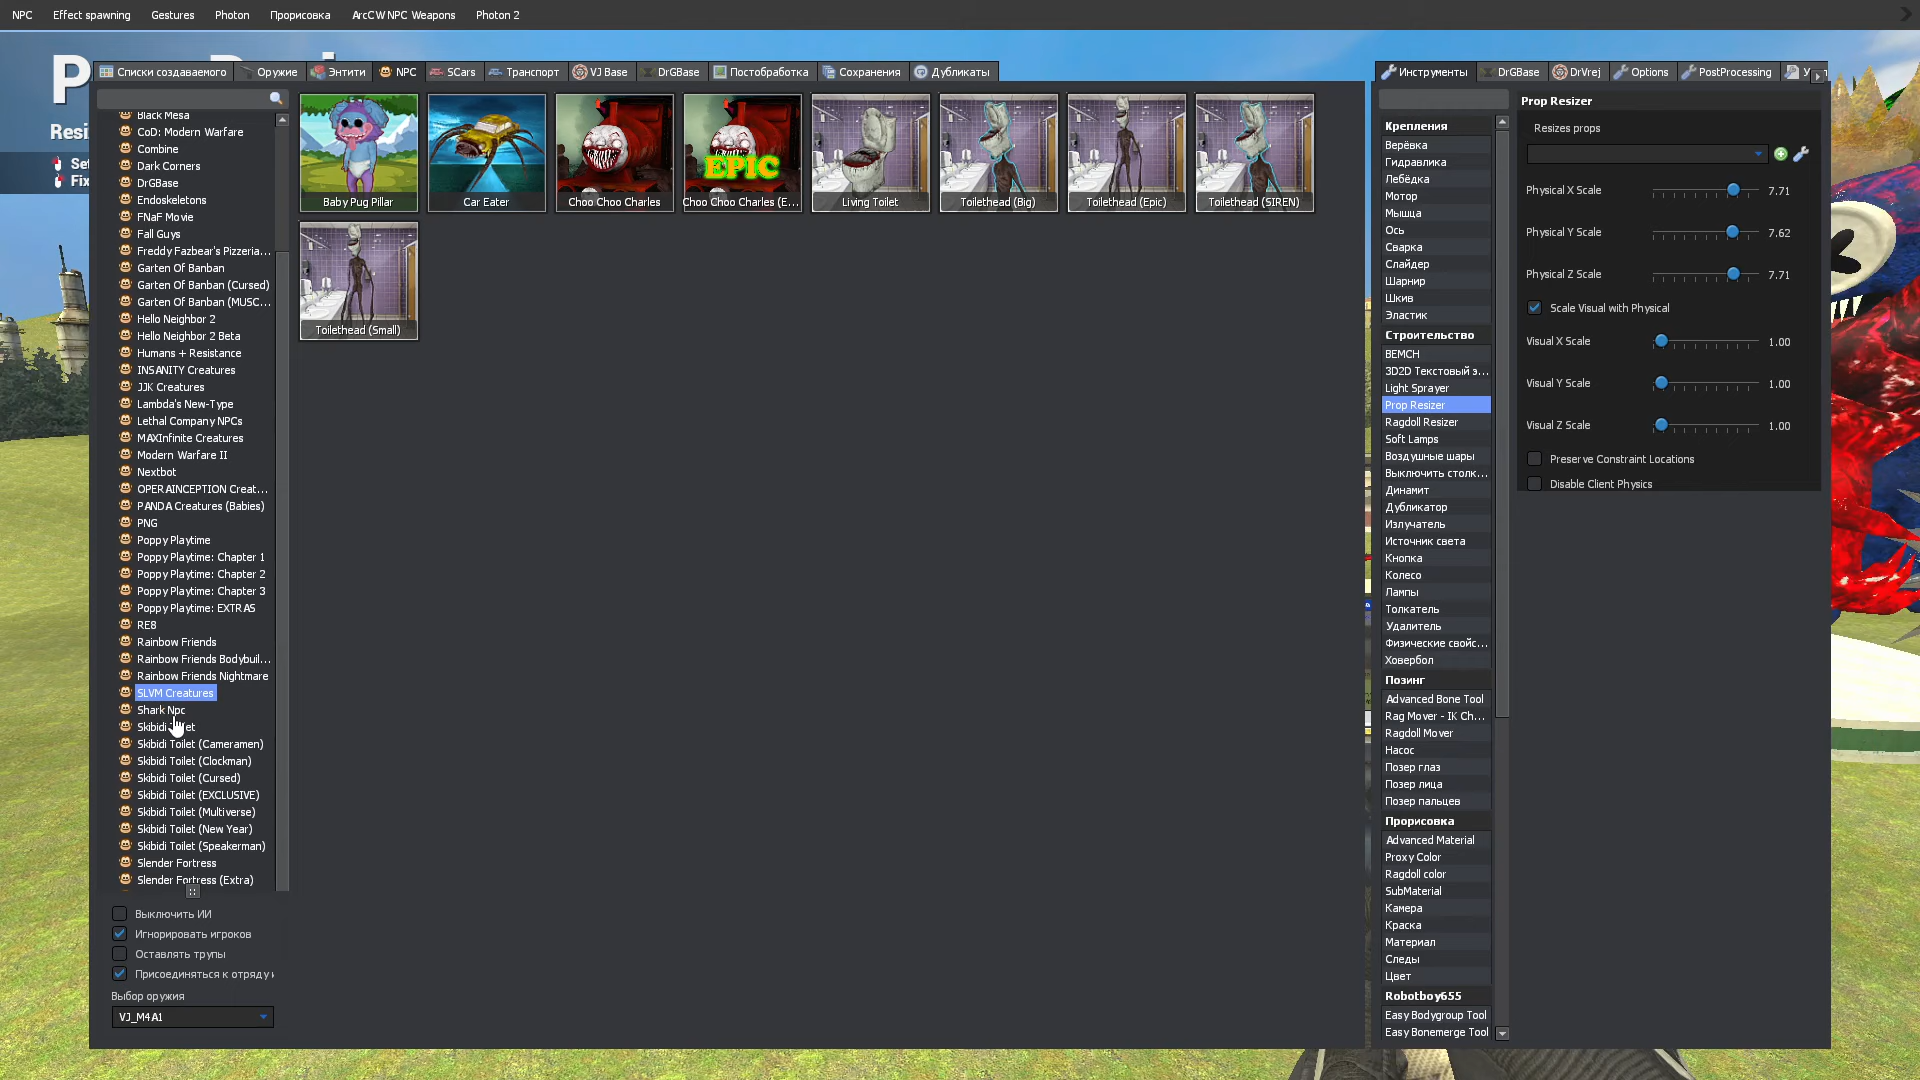 NPC
Effect spawning
Gestures
Photon
Прорисовка
ArcCW NPC Weapons
Photon 2
Списки создаваемого
Оружие
Энтити
NPC
SCars
Транспорт
VJ Base
DrGBase
Постобработка
Сохранения
Дубликаты
Black Mesa
CoD: Modern Warfare
Combine
Dark Corners
DrGBase
Endoskeletons
FNaF Movie
Fall Guys
Freddy Fazbear's Pizzeria...
Garten Of Banban
Garten Of Banban (Cursed)
Garten Of Banban (MUSC...
Hello Neighbor 2
Hello Neighbor 2 Beta
Humans + Resistance
INSANITY Creatures
JJK Creatures
Lambda's New-Type
Lethal Company NPCs
MAXInfinite Creatures
Modern Warfare II
Nextbot
OPERAINCEPTION Creat...
PANDA Creatures (Babies)
PNG
Poppy Playtime
Poppy Playtime: Chapter 1
Poppy Playtime: Chapter 2
Poppy Playtime: Chapter 3
Poppy Playtime: EXTRAS
RE8
Rainbow Friends
Rainbow Friends Bodybuil...
Rainbow Friends Nightmare
SLVM Creatures
Shark Npc
Skibidi Toilet
Skibidi Toilet (Cameramen)
Skibidi Toilet (Clockman)
Skibidi Toilet (Cursed)
Skibidi Toilet (EXCLUSIVE)
Skibidi Toilet (Multiverse)
Skibidi Toilet (New Year)
Skibidi Toilet (Speakerman)
Slender Fortress
Slender Fortress (Extra)
Выключить ИИ
Игнорировать игроков
Оставлять трупы
Присоединяться к отряду и
Выбор оружия
VJ_M4A1
Baby Pug Pillar
Car Eater
Choo Choo Charles
EPIC
Choo Choo Charles (E...
Living Toilet
Toilethead (Big)
Toilethead (Epic)
Toilethead (SIREN)
Toilethead (Small)
Инструменты
DrGBase
DrVrej
Options
PostProcessing
Крепления
Верёвка
Гидравлика
Лебёдка
Мотор
Мышца
Ось
Сварка
Слайдер
Шарнир
Шкив
Эластик
Строительство
BEMCH
3D2D Текстовый э...
Light Sprayer
Prop Resizer
Ragdoll Resizer
Soft Lamps
Воздушные шары
Выключить столк...
Динамит
Дубликатор
Излучатель
Источник света
Кнопка
Колесо
Лампы
Толкатель
Удалитель
Физические свойс...
Ховербол
Позинг
Advanced Bone Tool
Rag Mover - IK Ch...
Ragdoll Mover
Насос
Позер глаз
Позер лица
Позер пальцев
Прорисовка
Advanced Material
Proxy Color
Ragdoll color
SubMaterial
Камера
Краска
Материал
Следы
Цвет
Robotboy655
Easy Bodygroup Tool
Easy Bonemerge Tool
Prop Resizer
Resizes props
Physical X Scale 7.71
Physical Y Scale 7.62
Physical Z Scale 7.71
Scale Visual with Physical
Visual X Scale 1.00
Visual Y Scale 1.00
Visual Z Scale 1.00
Preserve Constraint Locations
Disable Client Physics